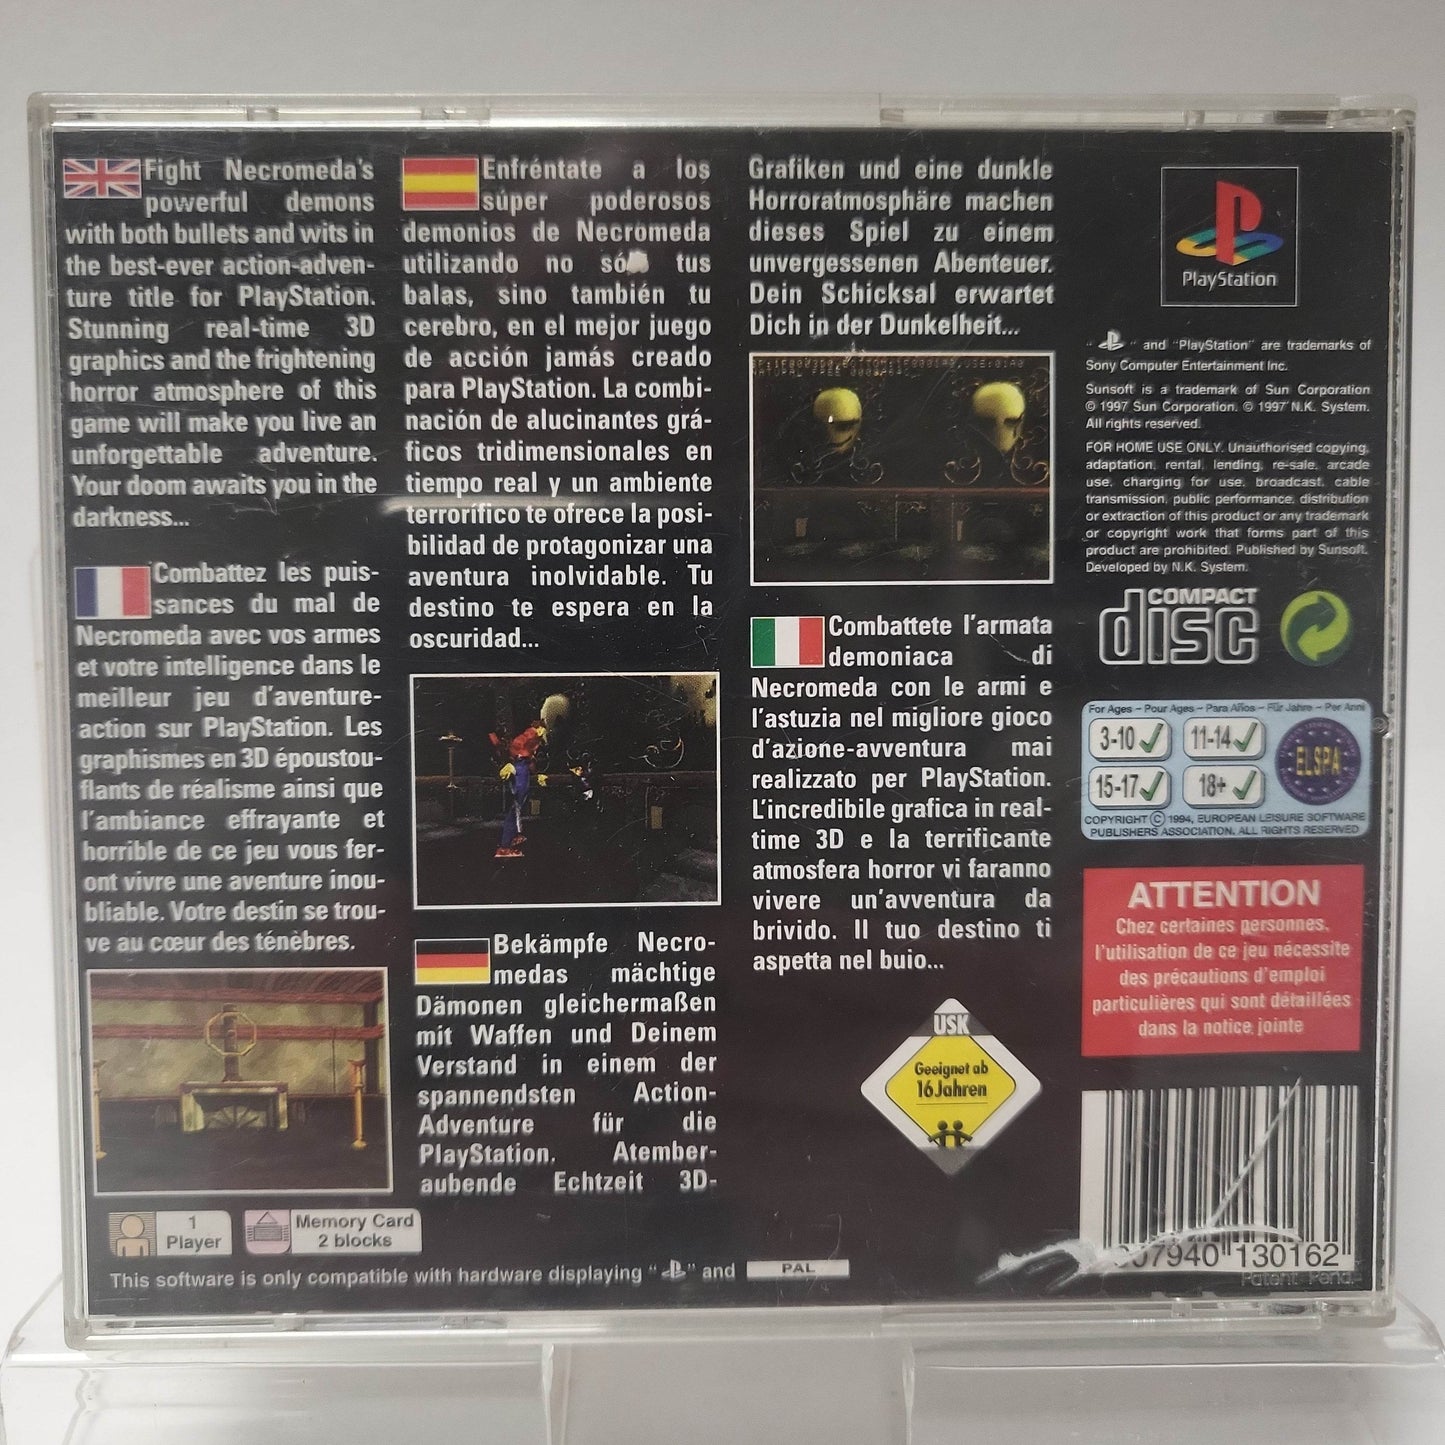 Fight Necromeda's
powerful demons
with both bullets and wits in
the best-ever action-adven-
ture title for PlayStation.
Stunning real-time 3D
graphics and the frightening
horror atmosphere of this
game will make you live an
unforgettable adventure.
Your doom awaits you in the
darkness...
Combattez les puis-
sances du mal de
Necromeda avec vos armes
et votre intelligence dans le
meilleur jeu d'aventure-
action sur PlayStation. Les
graphismes en 3D époustou-
flants de réalisme ainsi que
l'ambiance effrayante et
horrible de ce jeu vous fer-
ont vivre une aventure inou-
bliable. Votre destin se trou-
ve au cœur des ténèbres.
Enfréntate a los
súper poderosos
demonios de Necromeda
utilizando no sólo tus
balas, sino también tu
cerebro, en el mejor juego
de acción jamás creado
para PlayStation. La combi-
nación de alucinantes grá-
ficos tridimensionales en
tiempo real y un ambiente
terrorífico te ofrece la posi-
bilidad de protagonizar una
aventura inolvidable. Tu
destino te espera en la
oscuridad...
Bekämpfe Necro-
medas mächtige
Dämonen gleichermaßen
mit Waffen und Deinem
Verstand in einem der
spannendsten Action-
Adventure für die
PlayStation. Atember-
aubende Echtzeit 3D-
Grafiken und eine dunkle
Horroratmosphäre machen
dieses Spiel zu einem
unvergessenen Abenteuer.
Dein Schicksal erwartet
Dich in der Dunkelheit...
Combattete l'armata
demoniaca di
Necromeda con le armi e
l'astuzia nel migliore gioco
d'azione-avventura mai
realizzato per PlayStation.
L'incredibile grafica in real-
time 3D e la terrificante
atmosfera horror vi faranno
vivere un'avventura da
brivido. Il tuo destino ti
aspetta nel buio...
USK
Geeignet ab
16 Jahren
PlayStation
" " and "PlayStation" are trademarks of
Sony Computer Entertainment Inc.
Sunsoft is a trademark of Sun Corporation
© 1997 Sun Corporation. © 1997 N.K. System.
All rights reserved.
FOR HOME USE ONLY. Unauthorised copying,
adaptation, rental, lending, re-sale, arcade
use, charging for use, broadcast, cable
transmission, public performance, distribution
or extraction of this product or any trademark
or copyright work that forms part of this
product are prohibited. Published by Sunsoft.
Developed by N.K. System.
COMPACT
disc
For Ages - Pour Ages - Para Años - Für Jahre - Per Anni
3-10 11-14
15-17 18+
ELSPA
COPYRIGHT © 1994, EUROPEAN LEISURE SOFTWARE
PUBLISHERS ASSOCIATION. ALL RIGHTS RESERVED
ATTENTION
Chez certaines personnes,
l'utilisation de ce jeu nécessite
des précautions d'emploi
particulières qui sont détaillées
dans la notice jointe
07940 130162
Patent Pend.
1
Player
Memory Card
2 blocks
This software is only compatible with hardware displaying " " and PAL